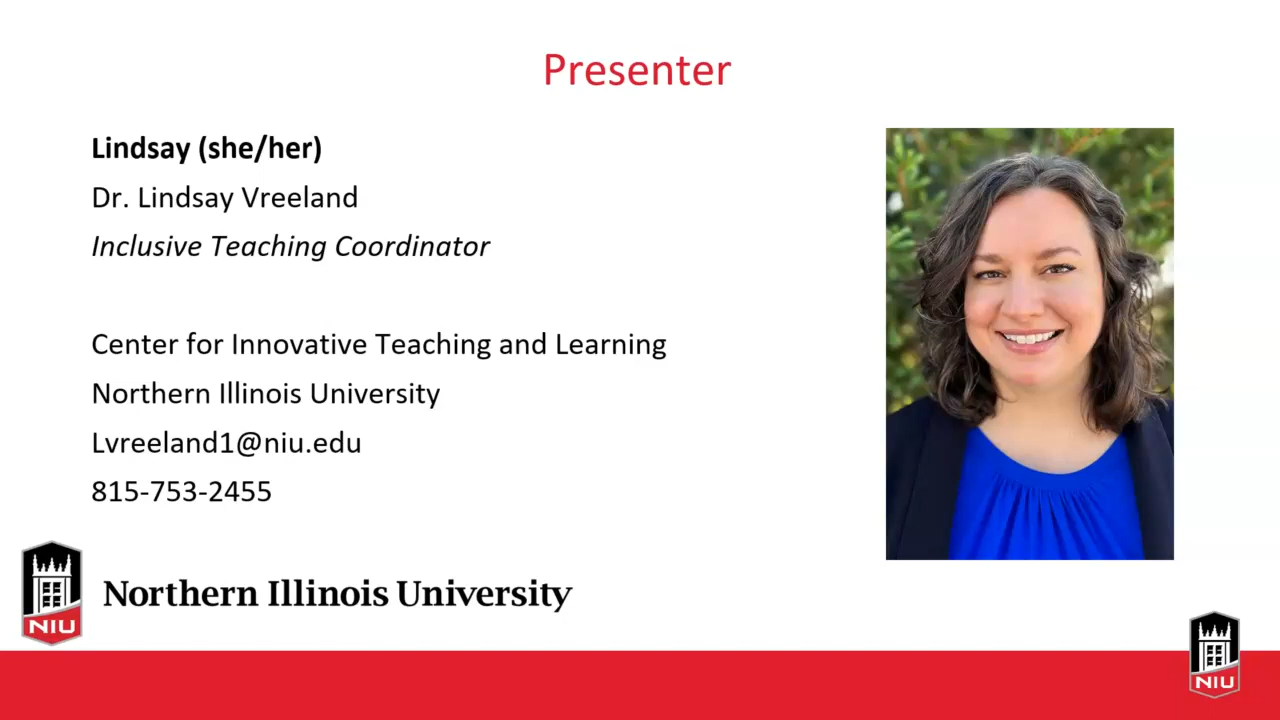 Presenter
Lindsay (she/her)
Dr. Lindsay Vreeland
Inclusive Teaching Coordinator
Center for Innovative Teaching and Learning
Northern Illinois University
Lvreeland1@niu.edu
815-753-2455
NIU
Northern Illinois University
NIU